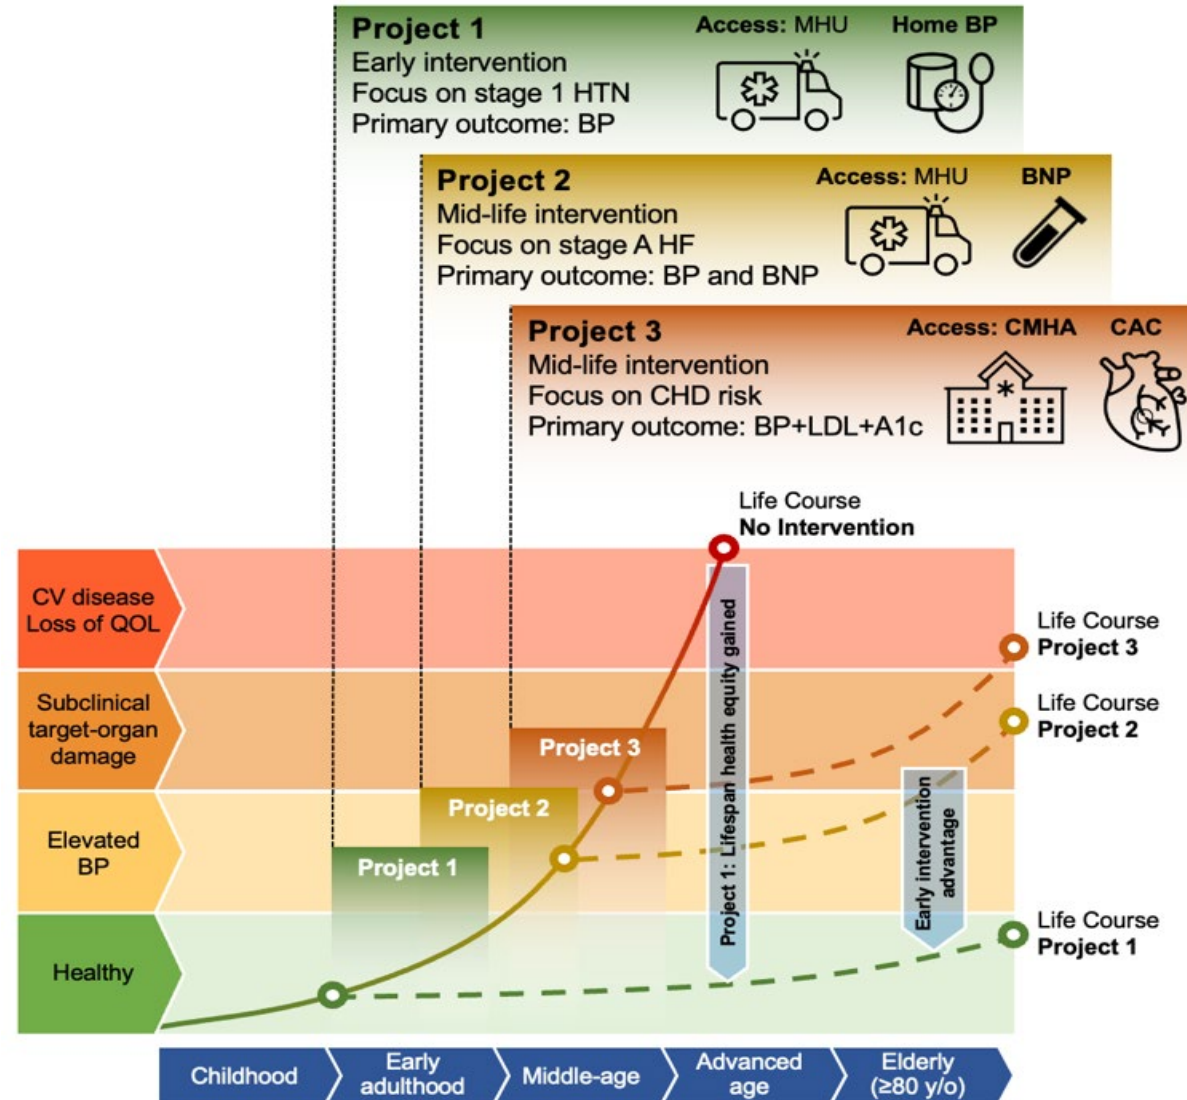 Project 1
Early intervention
Focus on stage 1 HTN
Primary outcome: BP
Access: MHU
Home BP
Project 2
Mid-life intervention
Focus on stage A HF
Primary outcome: BP and BNP
Access: MHU
BNP
Project 3
Mid-life intervention
Focus on CHD risk
Primary outcome: BP+LDL+A1c
Access: CMHA
CAC
Life Course
No Intervention
CV disease
Loss of QOL
Subclinical
target-organ
damage
Elevated
BP
Healthy
Project 1
Project 2
Project 3
Project 1: Lifespan health equity gained
Early intervention
advantage
Life Course
Project 3
Life Course
Project 2
Life Course
Project 1
Childhood
Early
adulthood
Middle-age
Advanced
age
Elderly
(≥80 y/o)